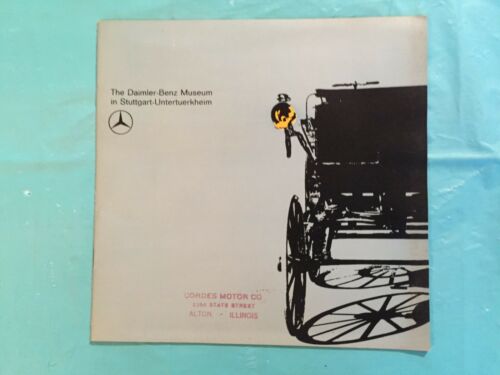 The Daimler-Benz Museum
in Stuttgart-Untertuerkheim
CORDES MOTOR CO
STATE STREET
ALTON, - ILLINOIS